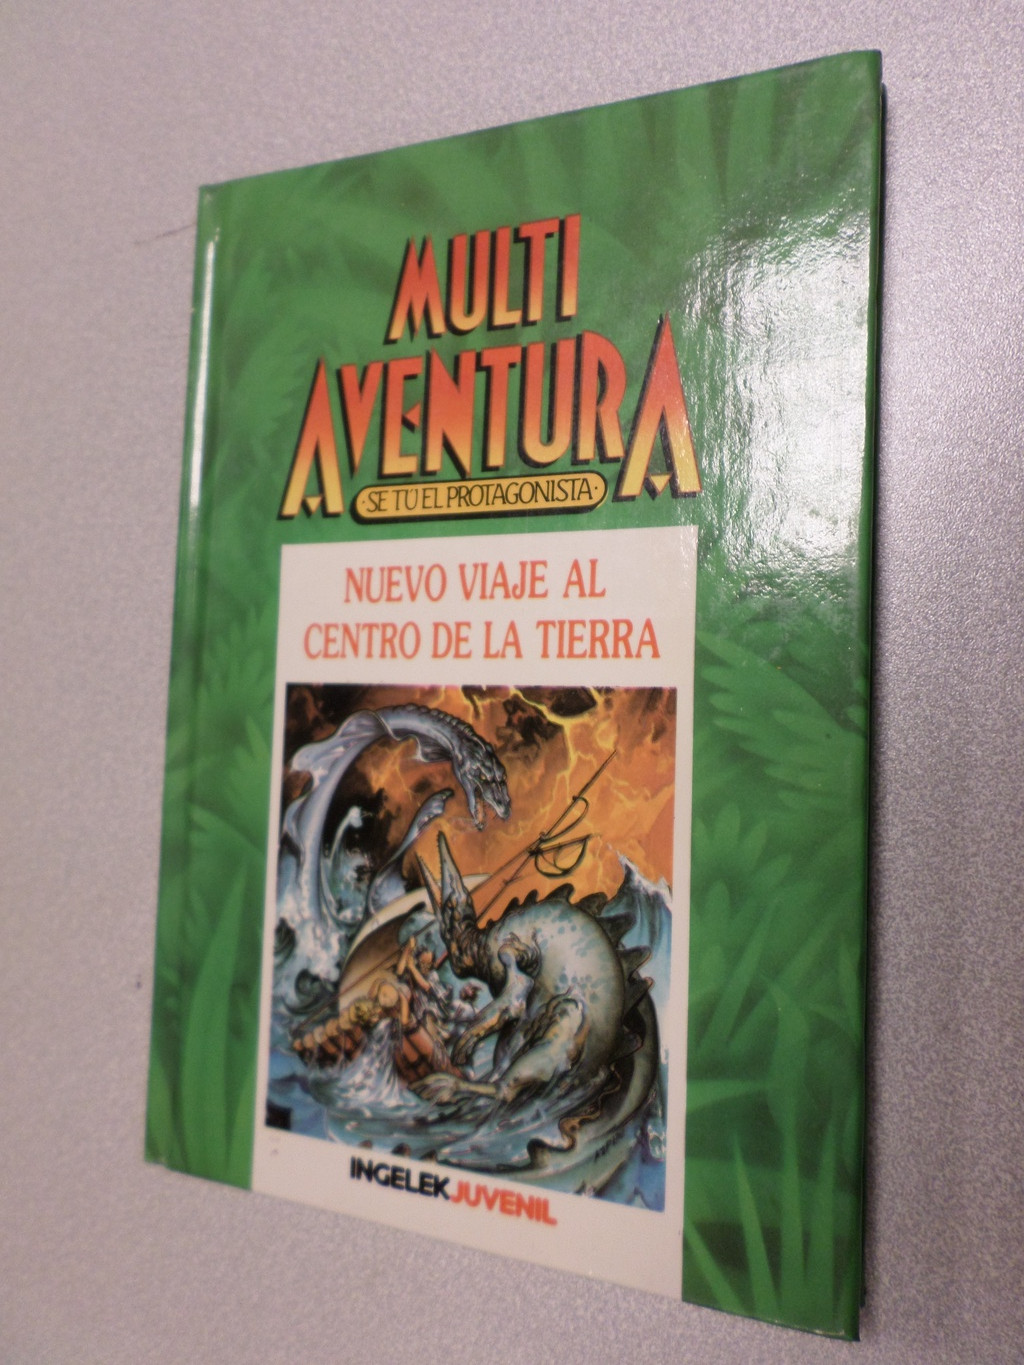 MULTI
AVENTURA
·SE TU EL PROTAGONISTA·
NUEVO VIAJE AL
CENTRO DE LA TIERRA
INGELEK JUVENIL